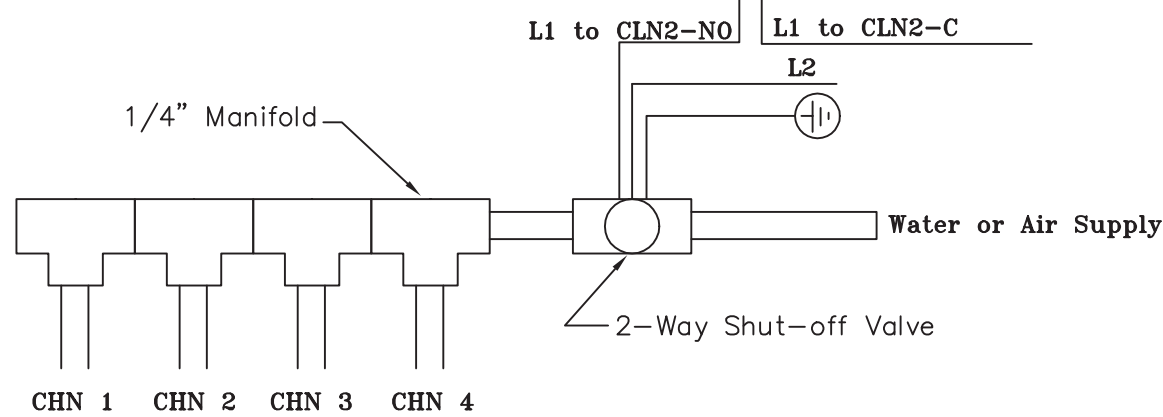 L1 to CLN2-NO
L1 to CLN2-C
L2
1/4" Manifold
Water or Air Supply
2-Way Shut-off Valve
CHN 1
CHN 2
CHN 3
CHN 4